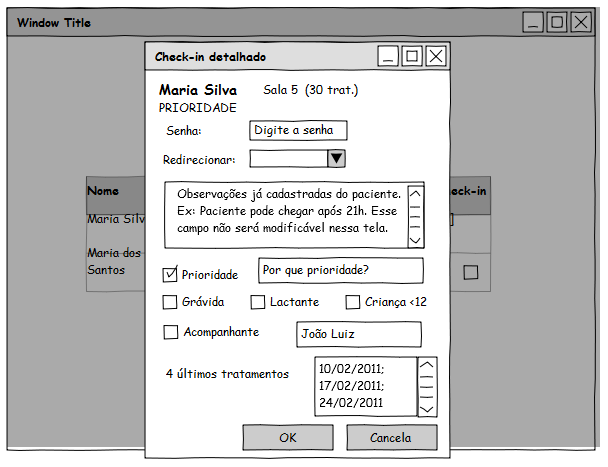 Window Title
Check-in detalhado
Maria Silva Sala 5 (30 trat.)
PRIORIDADE
Senha: Digite a senha
Redirecionar:
Nome
Maria Silv
Maria dos
Santos
eck-in
Observações já cadastradas do paciente.
Ex: Paciente pode chegar após 21h. Esse
campo não será modificável nessa tela.
Prioridade Por que prioridade?
Grávida Lactante Criança <12
Acompanhante João Luiz
4 últimos tratamentos
10/02/2011;
17/02/2011;
24/02/2011
OK Cancela